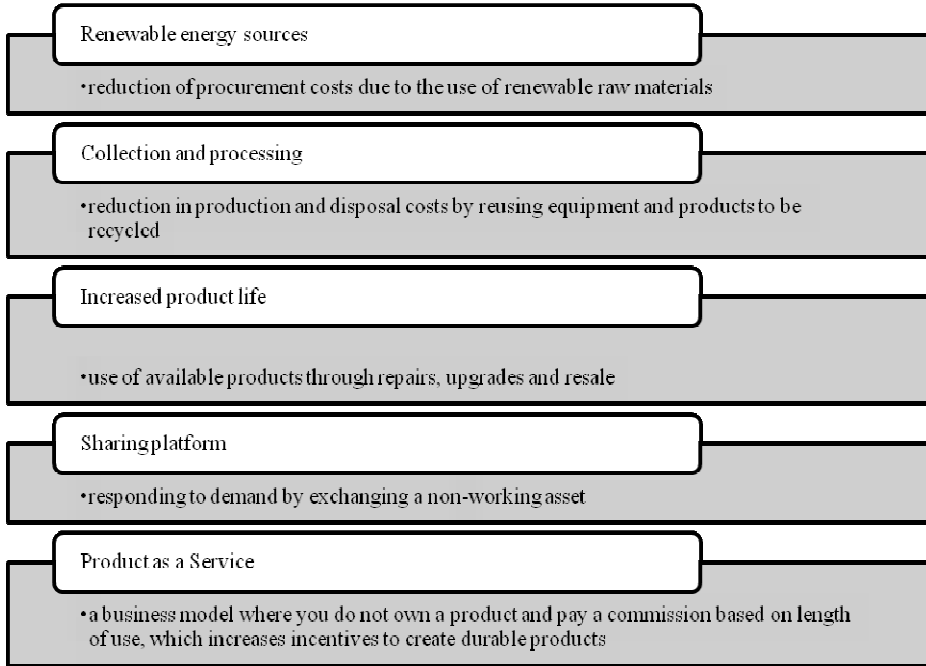 Renewable energy sources
•reduction of procurement costs due to the use of renewable raw materials
Collection and processing
•reduction in production and disposal costs by reusing equipment and products to be
recycled
Increased product life
•use of available products through repairs, upgrades and resale
Sharing platform
•responding to demand by exchanging a non-working asset
Product as a Service
•a business model where you do not own a product and pay a commission based on length
of use, which increases incentives to create durable products